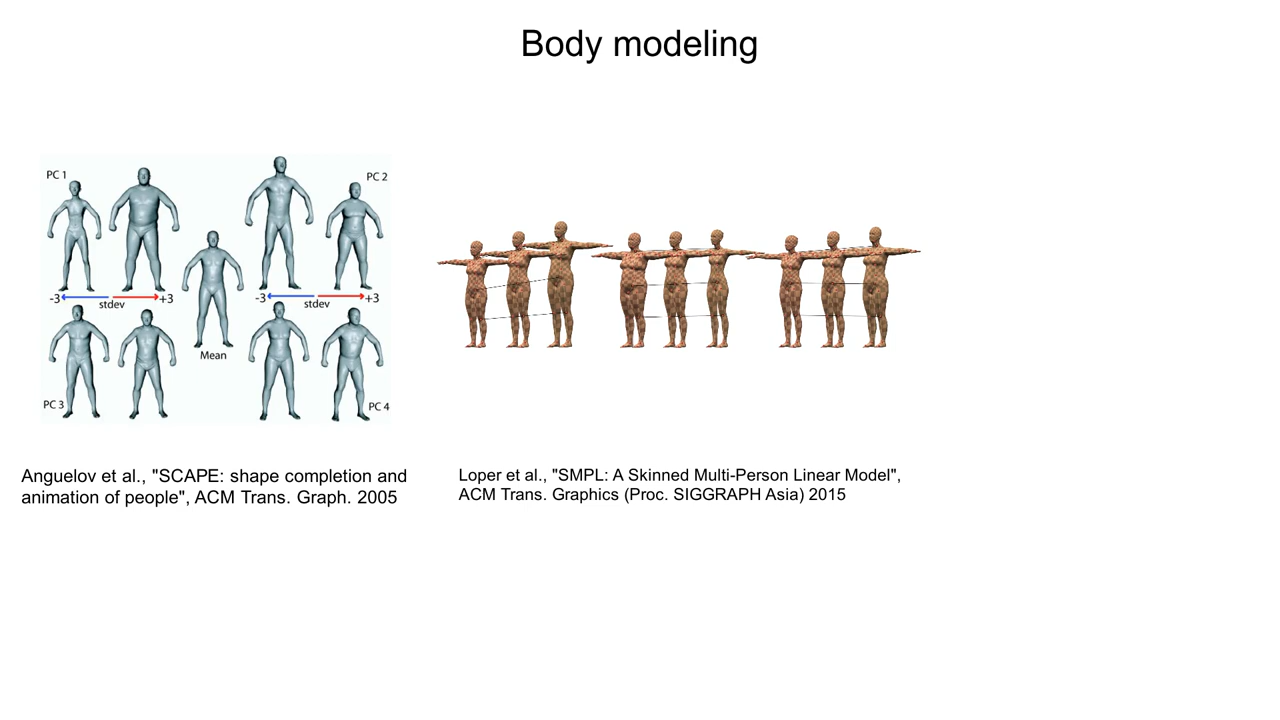 Body modeling
PC 1
PC 2
-3
stdev
+3
-3
stdev
+3
Mean
PC 3
PC 4
Anguelov et al., "SCAPE: shape completion and
animation of people", ACM Trans. Graph. 2005
Loper et al., "SMPL: A Skinned Multi-Person Linear Model",
ACM Trans. Graphics (Proc. SIGGRAPH Asia) 2015